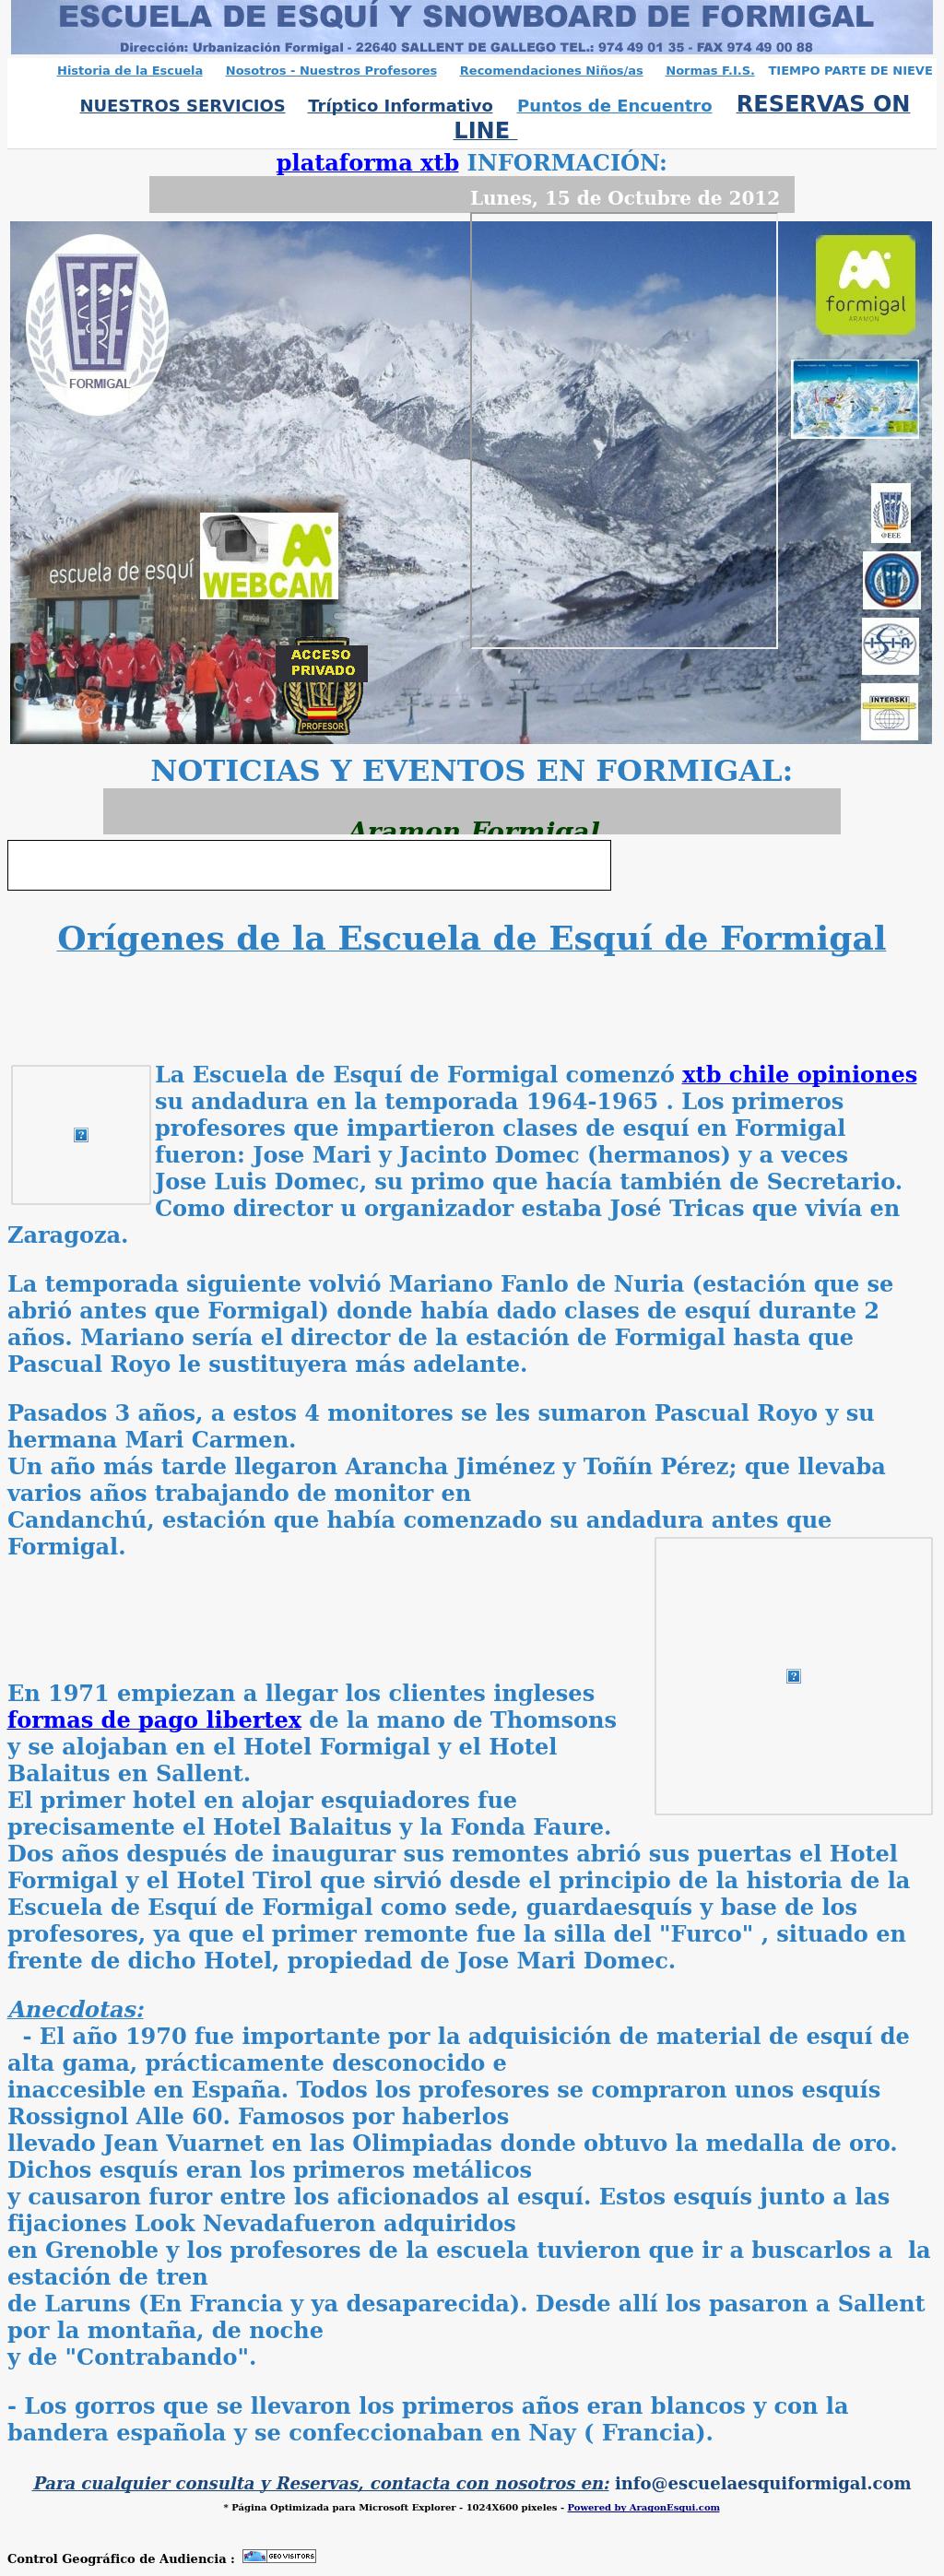 ESCUELA DE ESQUÍ Y SNOWBOARD DE FORMIGAL
Dirección: Urbanización Formigal - 22640 SALLENT DE GALLEGO TEL.: 974 49 01 35 - FAX 974 49 00 88
Historia de la Escuela Nosotros - Nuestros Profesores Recomendaciones Niños/as Normas F.I.S. TIEMPO PARTE DE NIEVE
NUESTROS SERVICIOS Tríptico Informativo Puntos de Encuentro RESERVAS ON
LINE
plataforma xtb INFORMACIÓN:
Lunes, 15 de Octubre de 2012
EEE
FORMIGAL
formigal
ARAMON
escuela de esquí
WEBCAM
ACCESO
PRIVADO
EEE
PROFESOR
@EEE
ISIA
INTERSKI
NOTICIAS Y EVENTOS EN FORMIGAL:
Aramon Formigal
Orígenes de la Escuela de Esquí de Formigal
La Escuela de Esquí de Formigal comenzó xtb chile opiniones
su andadura en la temporada 1964-1965 . Los primeros
profesores que impartieron clases de esquí en Formigal
fueron: Jose Mari y Jacinto Domec (hermanos) y a veces
Jose Luis Domec, su primo que hacía también de Secretario.
Como director u organizador estaba José Tricas que vivía en
Zaragoza.
La temporada siguiente volvió Mariano Fanlo de Nuria (estación que se
abrió antes que Formigal) donde había dado clases de esquí durante 2
años. Mariano sería el director de la estación de Formigal hasta que
Pascual Royo le sustituyera más adelante.
Pasados 3 años, a estos 4 monitores se les sumaron Pascual Royo y su
hermana Mari Carmen.
Un año más tarde llegaron Arancha Jiménez y Toñín Pérez; que llevaba
varios años trabajando de monitor en
Candanchú, estación que había comenzado su andadura antes que
Formigal.
En 1971 empiezan a llegar los clientes ingleses
formas de pago libertex de la mano de Thomsons
y se alojaban en el Hotel Formigal y el Hotel
Balaitus en Sallent.
El primer hotel en alojar esquiadores fue
precisamente el Hotel Balaitus y la Fonda Faure.
Dos años después de inaugurar sus remontes abrió sus puertas el Hotel
Formigal y el Hotel Tirol que sirvió desde el principio de la historia de la
Escuela de Esquí de Formigal como sede, guardaesquís y base de los
profesores, ya que el primer remonte fue la silla del "Furco" , situado en
frente de dicho Hotel, propiedad de Jose Mari Domec.
Anecdotas:
- El año 1970 fue importante por la adquisición de material de esquí de
alta gama, prácticamente desconocido e
inaccesible en España. Todos los profesores se compraron unos esquís
Rossignol Alle 60. Famosos por haberlos
llevado Jean Vuarnet en las Olimpiadas donde obtuvo la medalla de oro.
Dichos esquís eran los primeros metálicos
y causaron furor entre los aficionados al esquí. Estos esquís junto a las
fijaciones Look Nevadafueron adquiridos
en Grenoble y los profesores de la escuela tuvieron que ir a buscarlos a la
estación de tren
de Laruns (En Francia y ya desaparecida). Desde allí los pasaron a Sallent
por la montaña, de noche
y de "Contrabando".
- Los gorros que se llevaron los primeros años eran blancos y con la
bandera española y se confeccionaban en Nay ( Francia).
Para cualquier consulta y Reservas, contacta con nosotros en: info@escuelaesquiformigal.com
* Página Optimizada para Microsoft Explorer - 1024X600 pixeles - Powered by AragonEsqui.com
Control Geográfico de Audiencia : GEO VISITORS